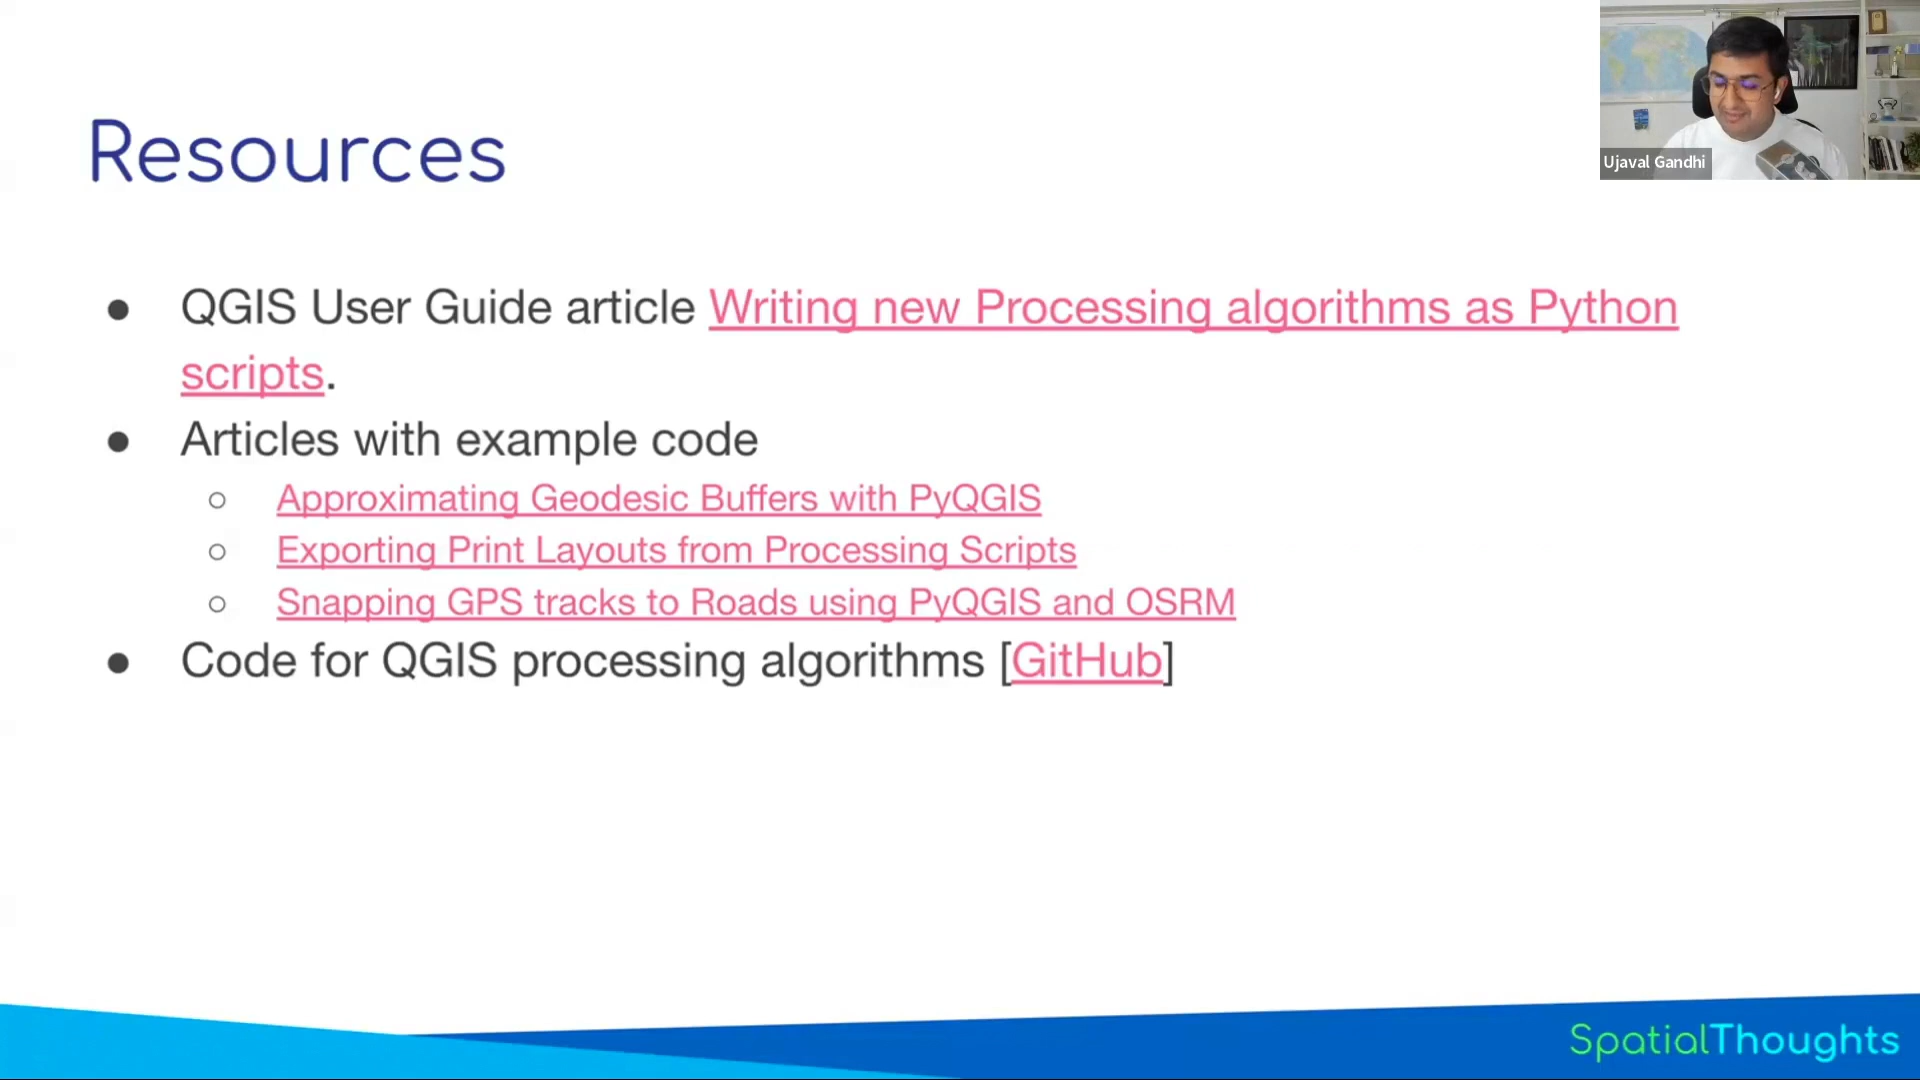 Resources
Ujaval Gandhi
● QGIS User Guide article Writing new Processing algorithms as Python
scripts.
● Articles with example code
○ Approximating Geodesic Buffers with PyQGIS
○ Exporting Print Layouts from Processing Scripts
○ Snapping GPS tracks to Roads using PyQGIS and OSRM
● Code for QGIS processing algorithms [GitHub]
SpatialThoughts